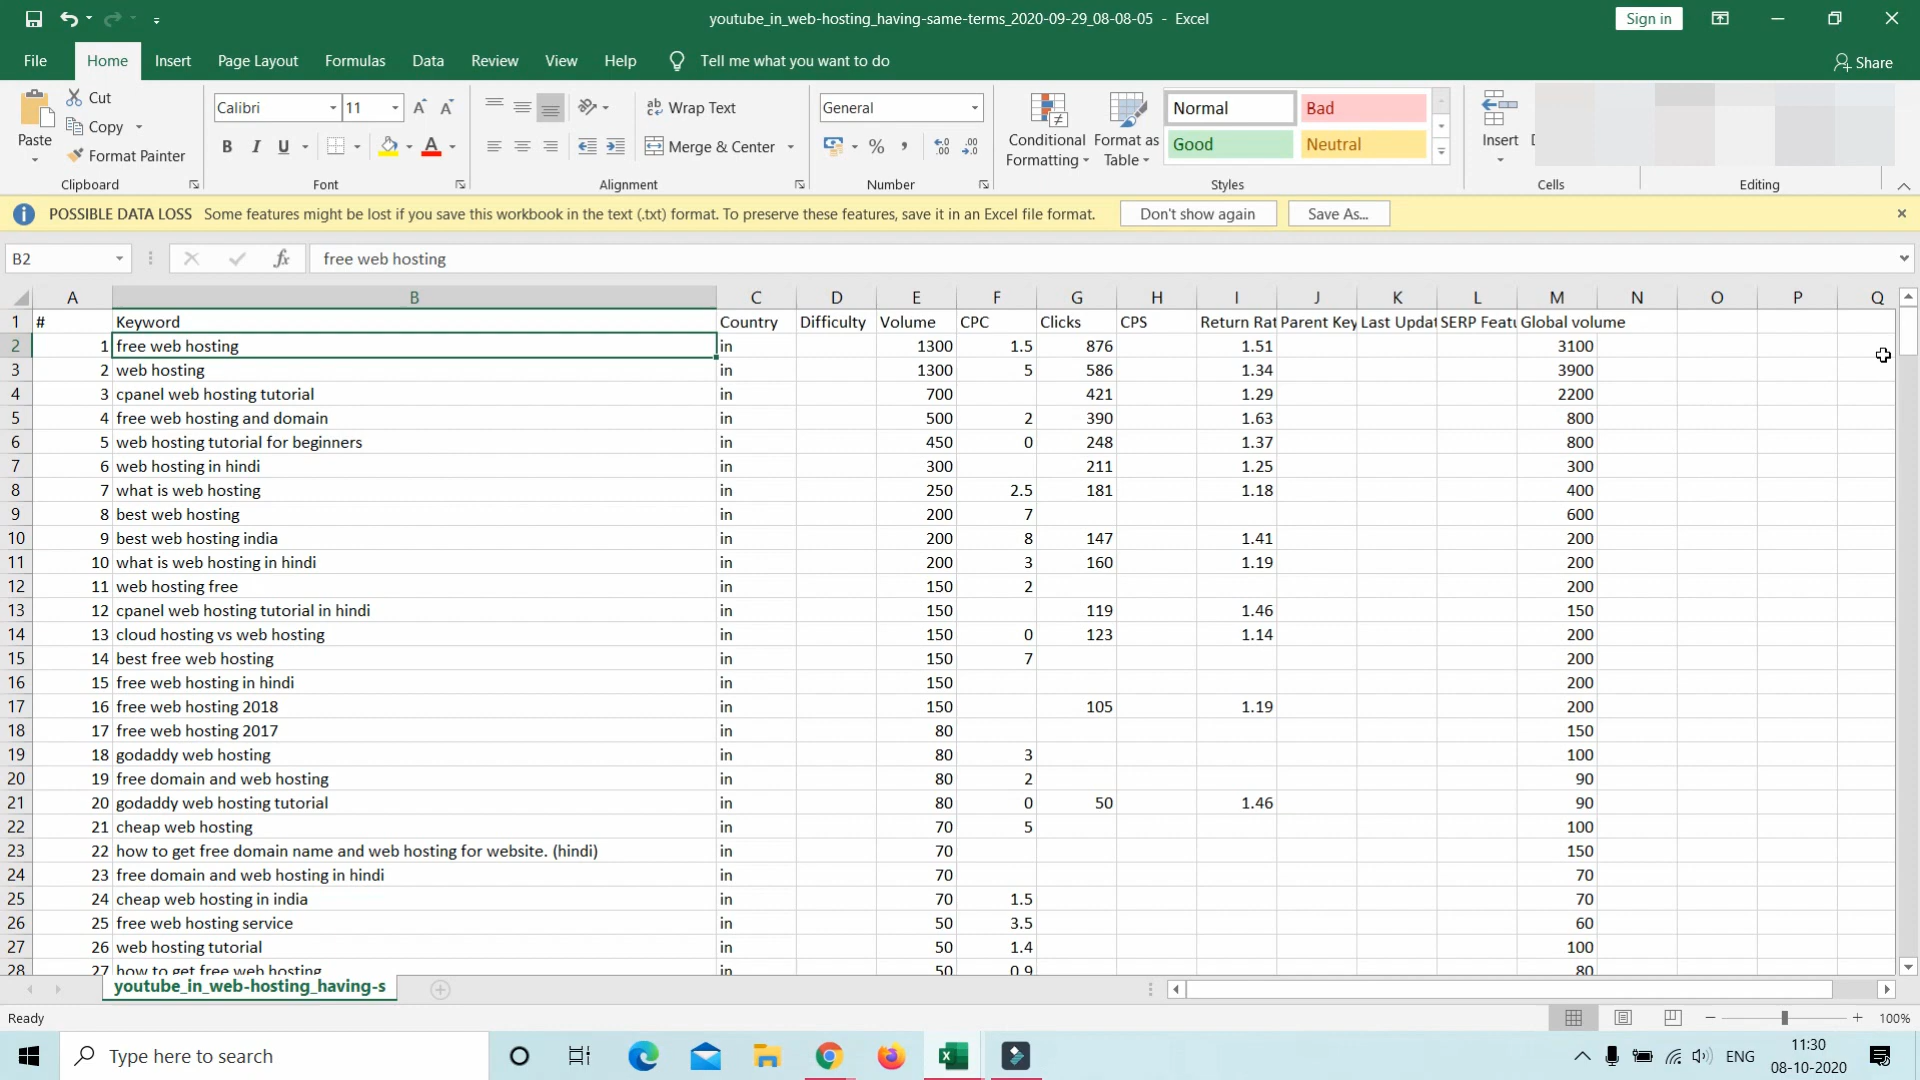 youtube_in_web-hosting_having-same-terms_2020-09-29_08-08-05 - Excel
Sign in
File Home Insert Page Layout Formulas Data Review View Help Tell me what you want to do Share
Paste Cut
Copy
Format Painter
Calibri 11
B I U
Wrap Text
Merge & Center
General
Conditional Formatting
Format as Table
Normal Bad
Good Neutral
Insert
Clipboard Font Alignment Number Styles Cells Editing
POSSIBLE DATA LOSS Some features might be lost if you save this workbook in the text (.txt) format. To preserve these features, save it in an Excel file format. Don't show again Save As...
B2 fx free web hosting
A B C D E F G H I J K L M N O P Q
1 # Keyword Country Difficulty Volume CPC Clicks CPS Return Rat Parent Key Last Updat SERP Featu Global volume
2 1 free web hosting in 1300 1.5 876 1.51 3100
3 2 web hosting in 1300 5 586 1.34 3900
4 3 cpanel web hosting tutorial in 700 421 1.29 2200
5 4 free web hosting and domain in 500 2 390 1.63 800
6 5 web hosting tutorial for beginners in 450 0 248 1.37 800
7 6 web hosting in hindi in 300 211 1.25 300
8 7 what is web hosting in 250 2.5 181 1.18 400
9 8 best web hosting in 200 7 600
10 9 best web hosting india in 200 8 147 1.41 200
11 10 what is web hosting in hindi in 200 3 160 1.19 200
12 11 web hosting free in 150 2 200
13 12 cpanel web hosting tutorial in hindi in 150 119 1.46 150
14 13 cloud hosting vs web hosting in 150 0 123 1.14 200
15 14 best free web hosting in 150 7 200
16 15 free web hosting in hindi in 150 200
17 16 free web hosting 2018 in 150 105 1.19 200
18 17 free web hosting 2017 in 80 150
19 18 godaddy web hosting in 80 3 100
20 19 free domain and web hosting in 80 2 90
21 20 godaddy web hosting tutorial in 80 0 50 1.46 90
22 21 cheap web hosting in 70 5 100
23 22 how to get free domain name and web hosting for website. (hindi) in 70 150
24 23 free domain and web hosting in hindi in 70 70
25 24 cheap web hosting in india in 70 1.5 70
26 25 free web hosting service in 50 3.5 60
27 26 web hosting tutorial in 50 1.4 100
28 27 how to get free web hosting in 50 0.9 80
youtube_in_web-hosting_having-s
Ready 100%
Type here to search
ENG
11:30
08-10-2020